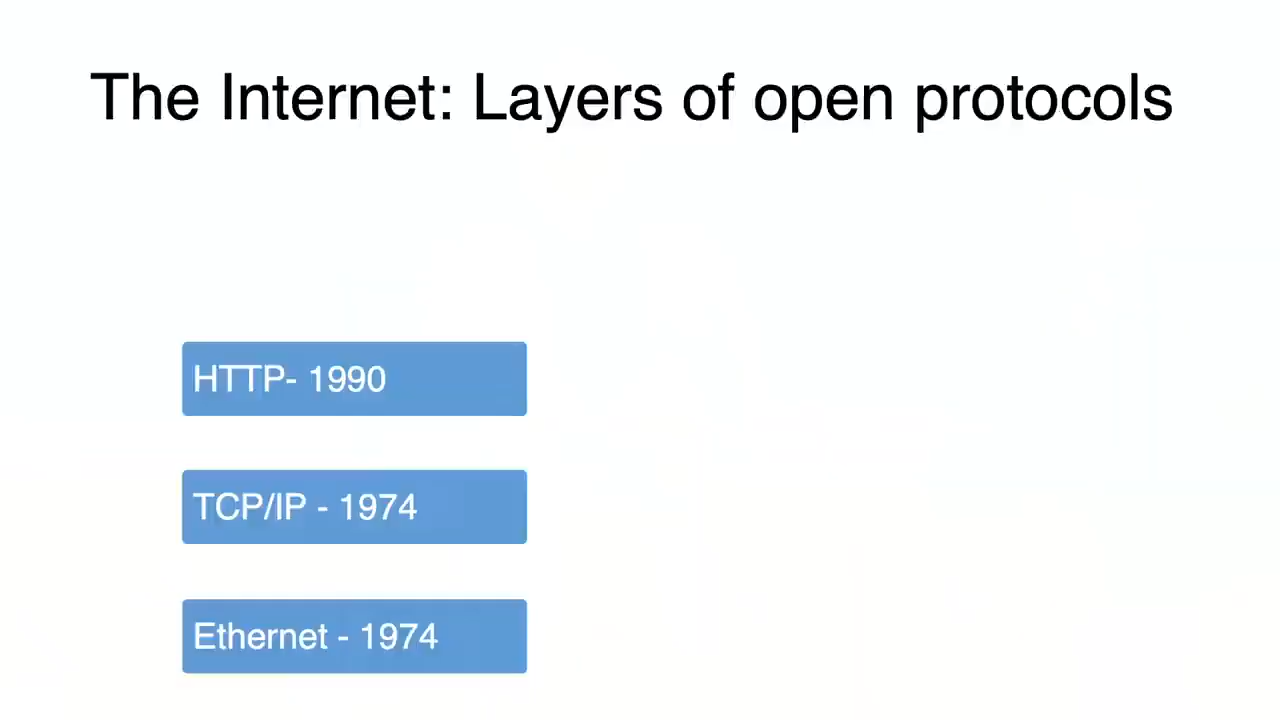 The Internet: Layers of open protocols
HTTP- 1990
TCP/IP - 1974
Ethernet - 1974